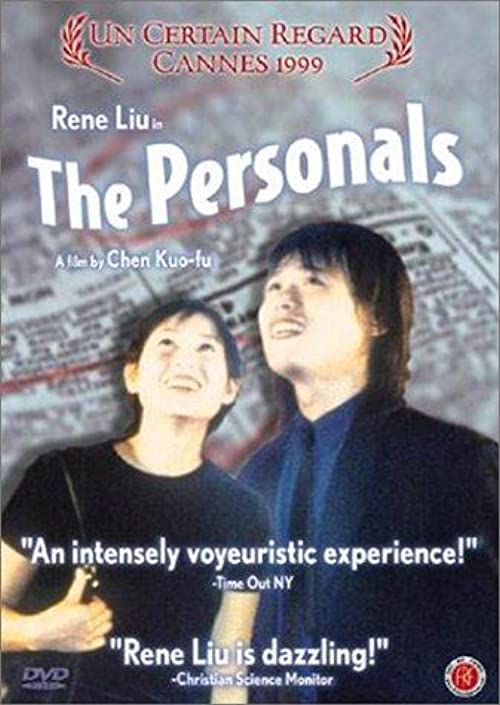 UN CERTAIN REGARD
CANNES 1999
Rene Liu in
The Personals
A film by Chen Kuo-fu
"An intensely voyeuristic experience!"
-Time Out NY
"Rene Liu is dazzling!"
-Christian Science Monitor
DVD